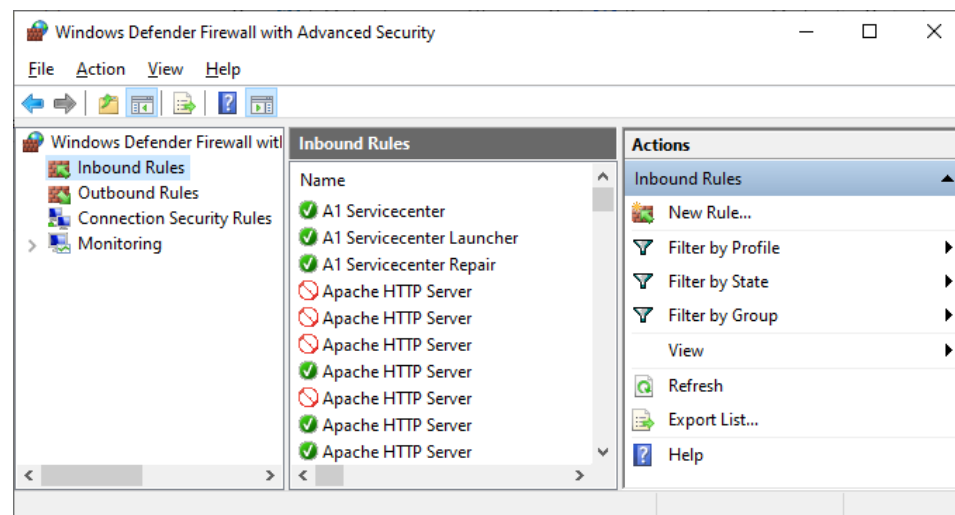 Windows Defender Firewall with Advanced Security
File Action View Help
Windows Defender Firewall witl
Inbound Rules
Outbound Rules
Connection Security Rules
Monitoring
Inbound Rules
Name
A1 Servicecenter
A1 Servicecenter Launcher
A1 Servicecenter Repair
Apache HTTP Server
Apache HTTP Server
Apache HTTP Server
Apache HTTP Server
Apache HTTP Server
Apache HTTP Server
Apache HTTP Server
Actions
Inbound Rules
New Rule...
Filter by Profile
Filter by State
Filter by Group
View
Refresh
Export List...
Help